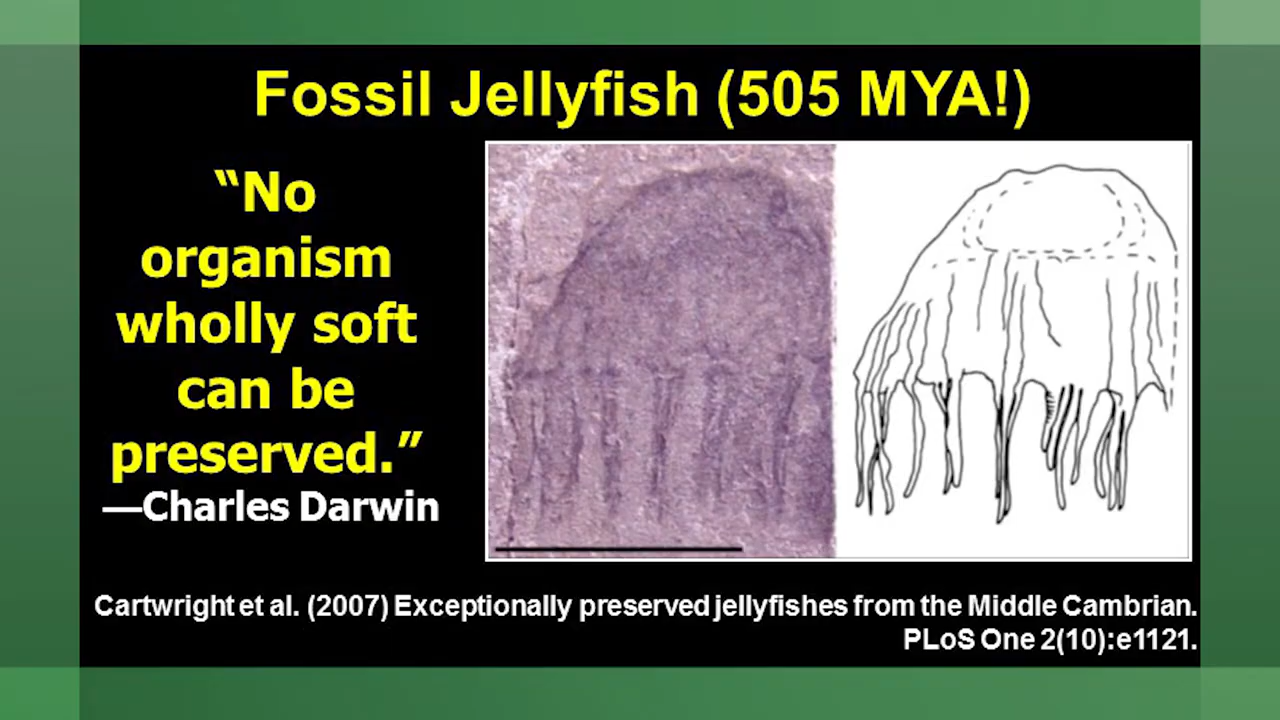 Fossil Jellyfish (505 MYA!)
“No
organism
wholly soft
can be
preserved.”
—Charles Darwin
Cartwright et al. (2007) Exceptionally preserved jellyfishes from the Middle Cambrian.
PLoS One 2(10):e1121.